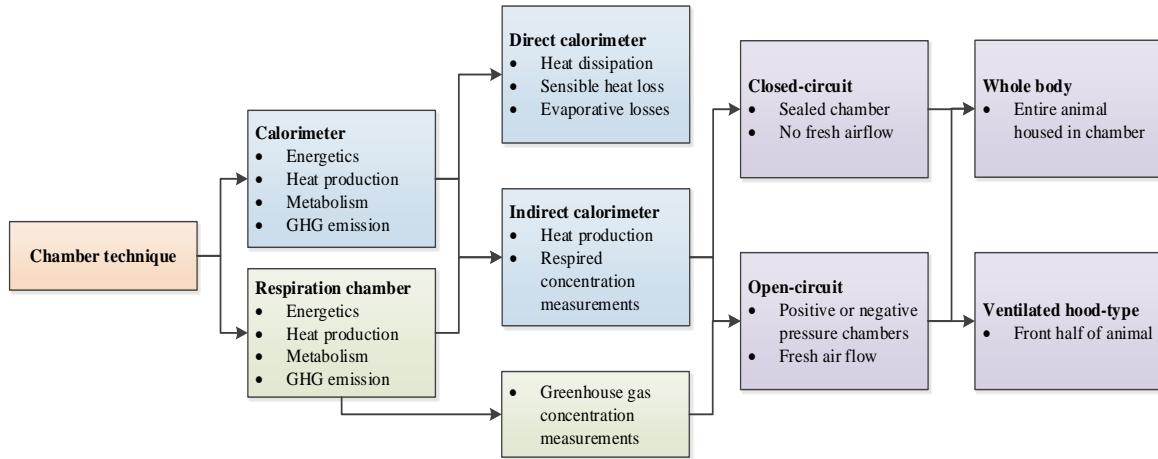 Chamber technique
Calorimeter
• Energetics
• Heat production
• Metabolism
• GHG emission
Respiration chamber
• Energetics
• Heat production
• Metabolism
• GHG emission
Direct calorimeter
• Heat dissipation
• Sensible heat loss
• Evaporative losses
Indirect calorimeter
• Heat production
• Respired
concentration
measurements
• Greenhouse gas
concentration
measurements
Closed-circuit
• Sealed chamber
• No fresh airflow
Open-circuit
• Positive or negative
pressure chambers
• Fresh air flow
Whole body
• Entire animal
housed in chamber
Ventilated hood-type
• Front half of animal